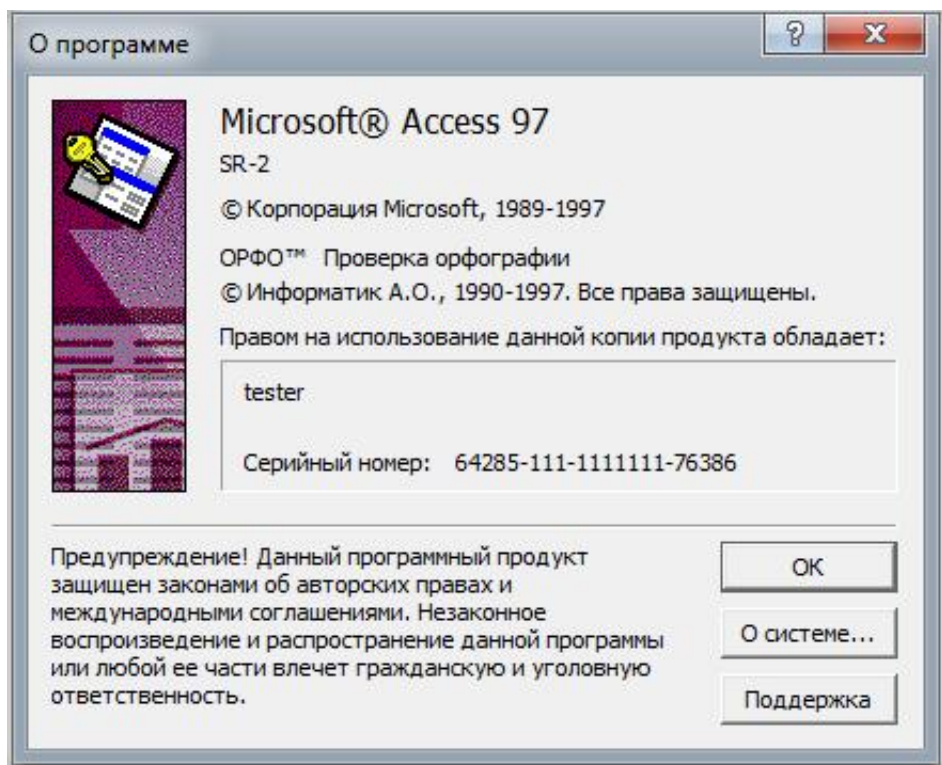 О программе
Microsoft® Access 97
SR-2
© Корпорация Microsoft, 1989-1997
ОРФО™ Проверка орфографии
© Информатик А.О., 1990-1997. Все права защищены.
Правом на использование данной копии продукта обладает:
tester
Серийный номер: 64285-111-1111111-76386
Предупреждение! Данный программный продукт
защищен законами об авторских правах и
международными соглашениями. Незаконное
воспроизведение и распространение данной программы
или любой ее части влечет гражданскую и уголовную
ответственность.
ОК
О системе...
Поддержка